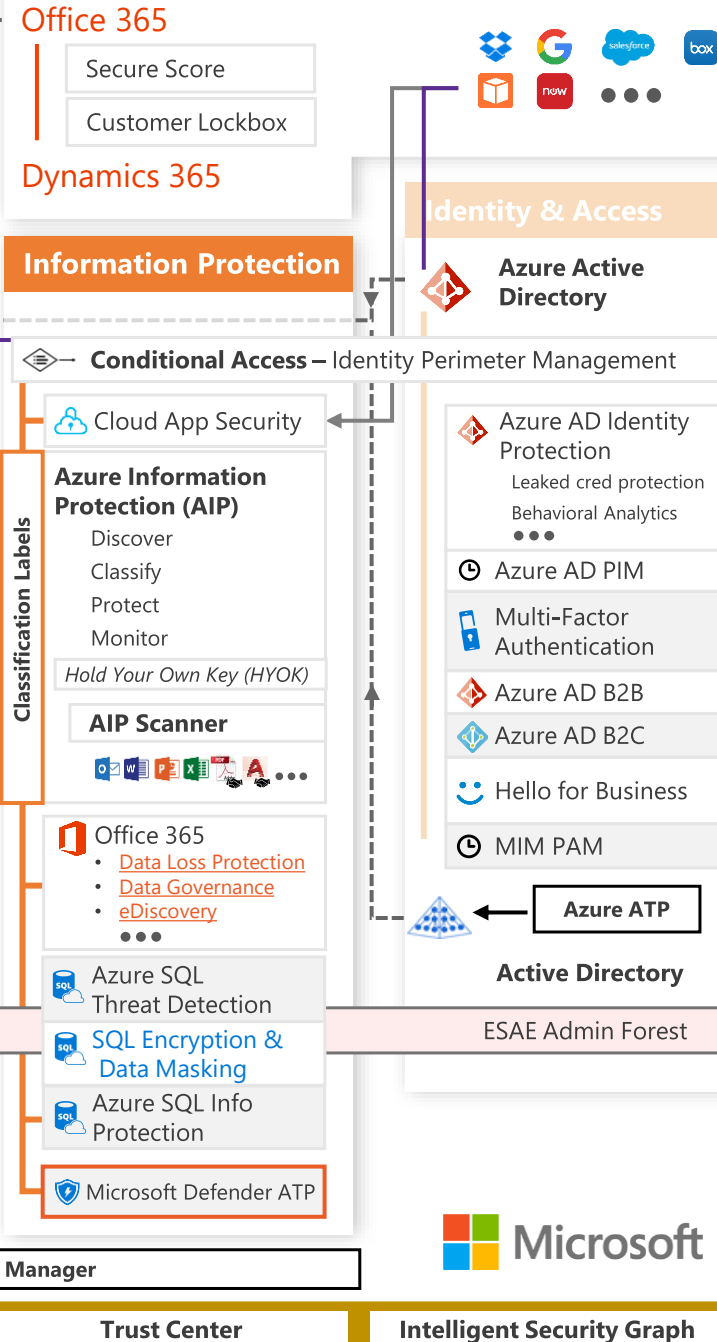 Office 365
Secure Score
Customer Lockbox
Dynamics 365
salesforce
box
now
Identity & Access
Information Protection
Azure Active
Directory
Conditional Access – Identity Perimeter Management
Cloud App Security
Azure Information
Protection (AIP)
Discover
Classify
Protect
Monitor
Hold Your Own Key (HYOK)
AIP Scanner
PDF
Classification Labels
Azure AD Identity
Protection
Leaked cred protection
Behavioral Analytics
Azure AD PIM
Multi-Factor
Authentication
Azure AD B2B
Azure AD B2C
Hello for Business
MIM PAM
Office 365
• Data Loss Protection
• Data Governance
• eDiscovery
Azure ATP
Active Directory
SQL
Azure SQL
Threat Detection
ESAE Admin Forest
SQL
SQL Encryption &
Data Masking
SQL
Azure SQL Info
Protection
Microsoft Defender ATP
Microsoft
Manager
Trust Center
Intelligent Security Graph